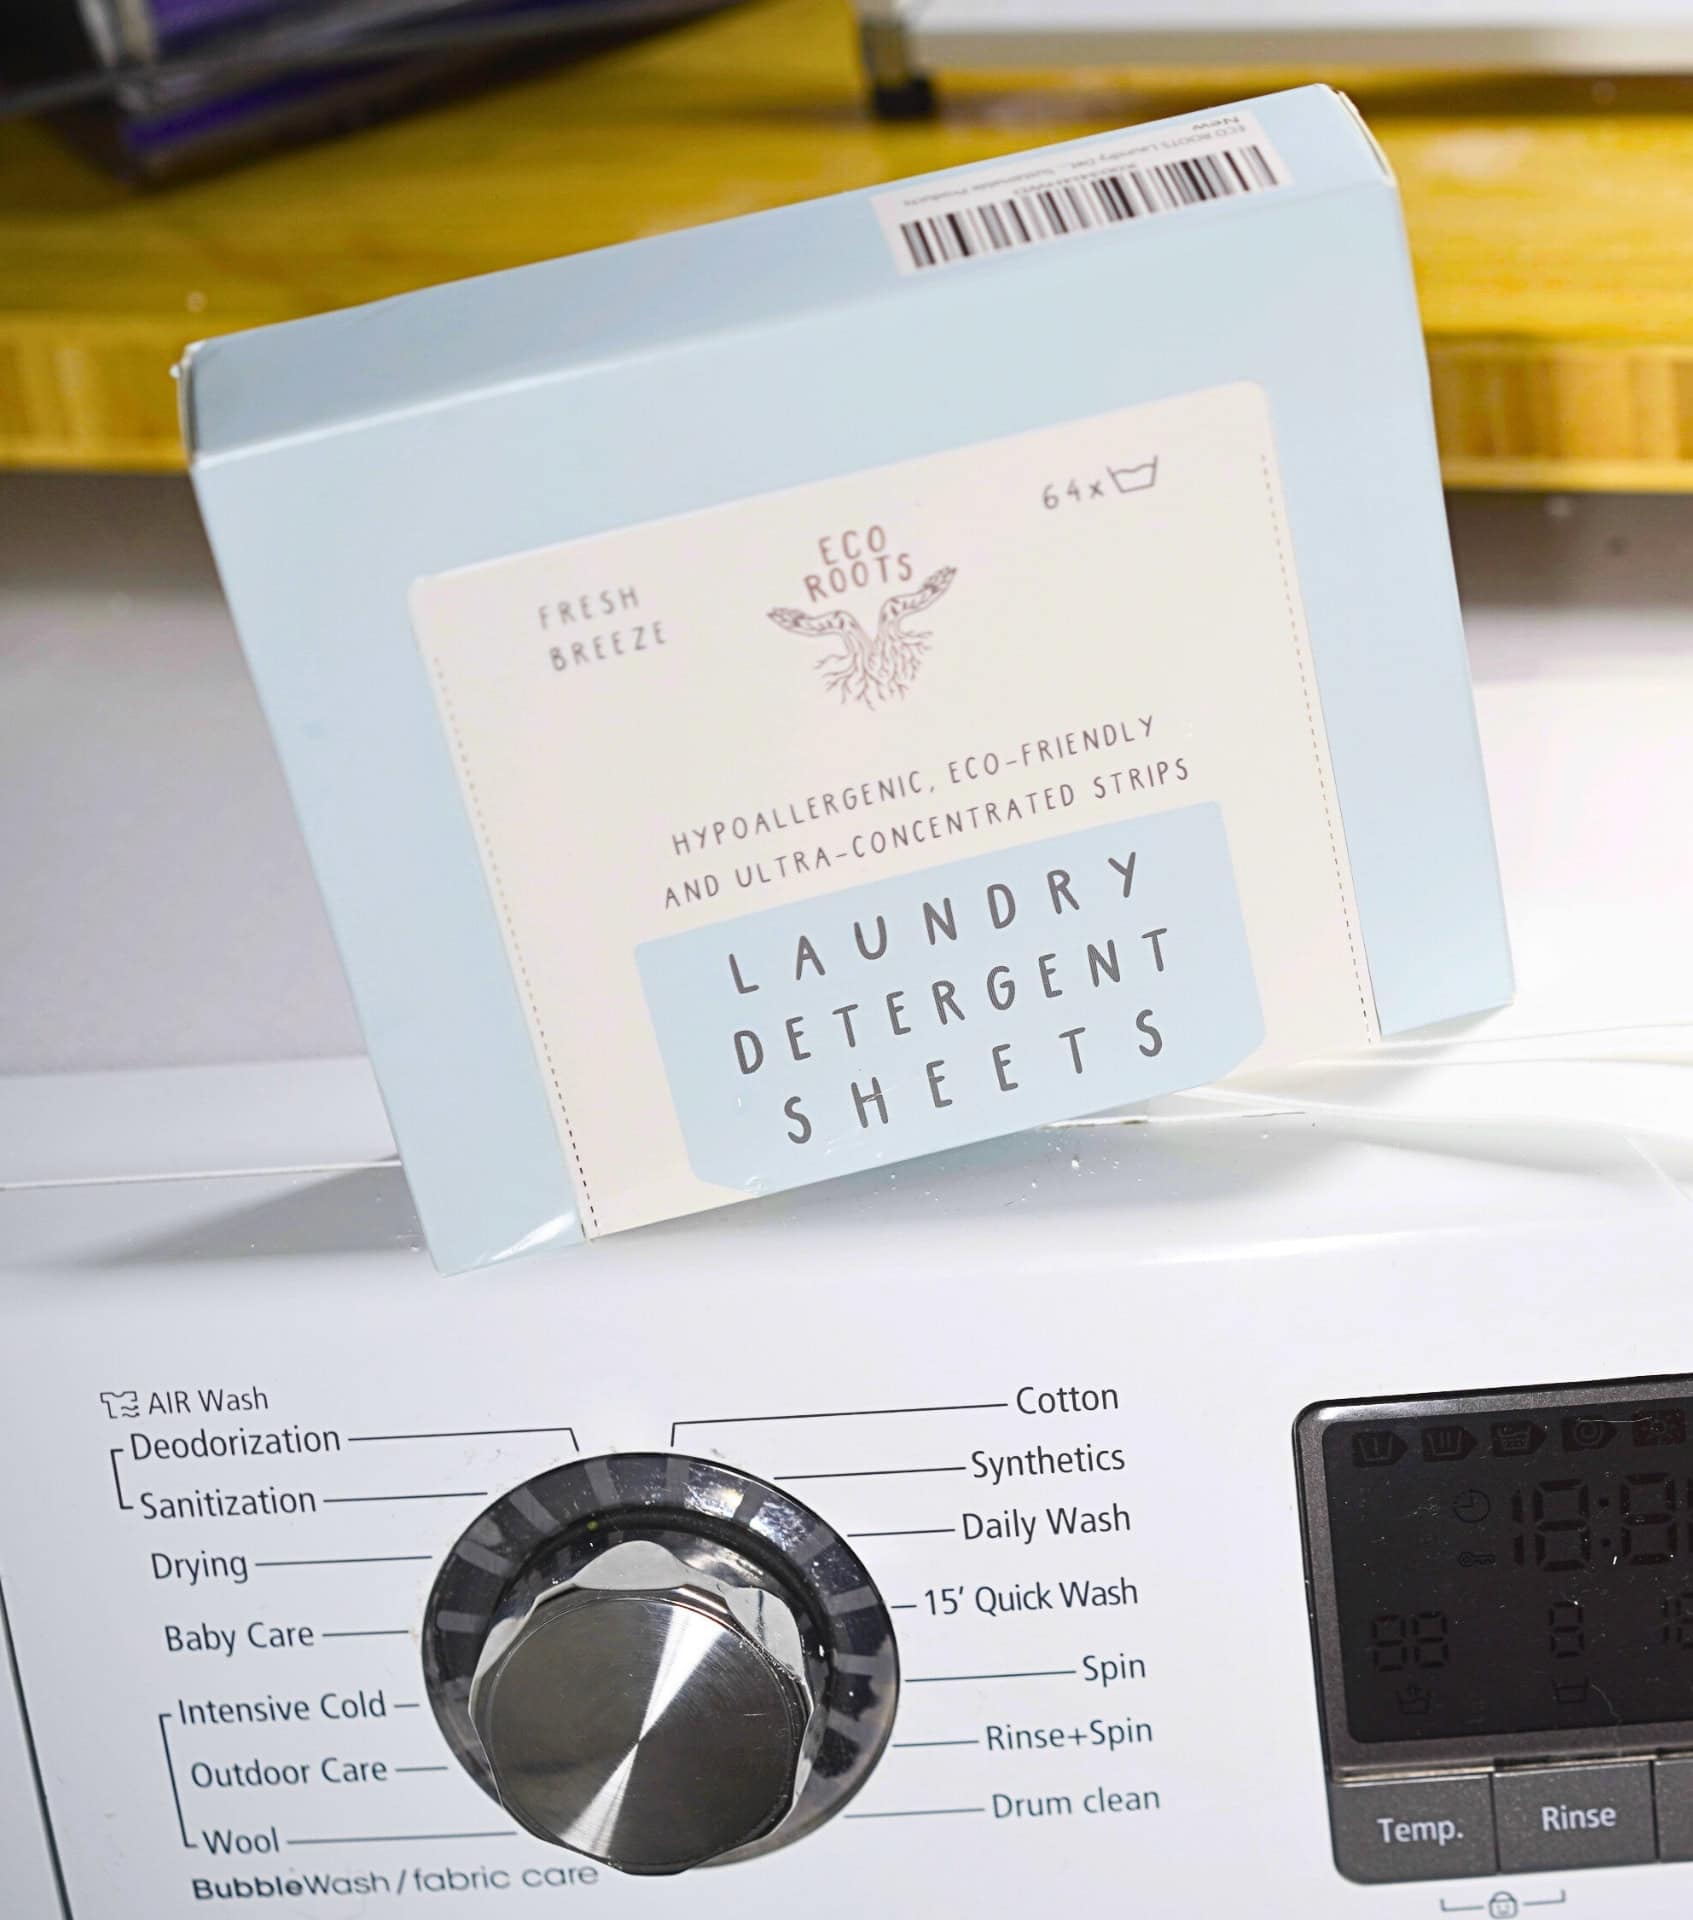 New
FRESH
BREEZE
ECO
ROOTS
64x
HYPOALLERGENIC, ECO-FRIENDLY
AND ULTRA-CONCENTRATED STRIPS
LAUNDRY
DETERGENT
SHEETS
AIR Wash
Deodorization
Sanitization
Drying
Baby Care
Intensive Cold
Outdoor Care
Wool
BubbleWash / fabric care
Cotton
Synthetics
Daily Wash
15' Quick Wash
Spin
Rinse+Spin
Drum clean
Temp.
Rinse